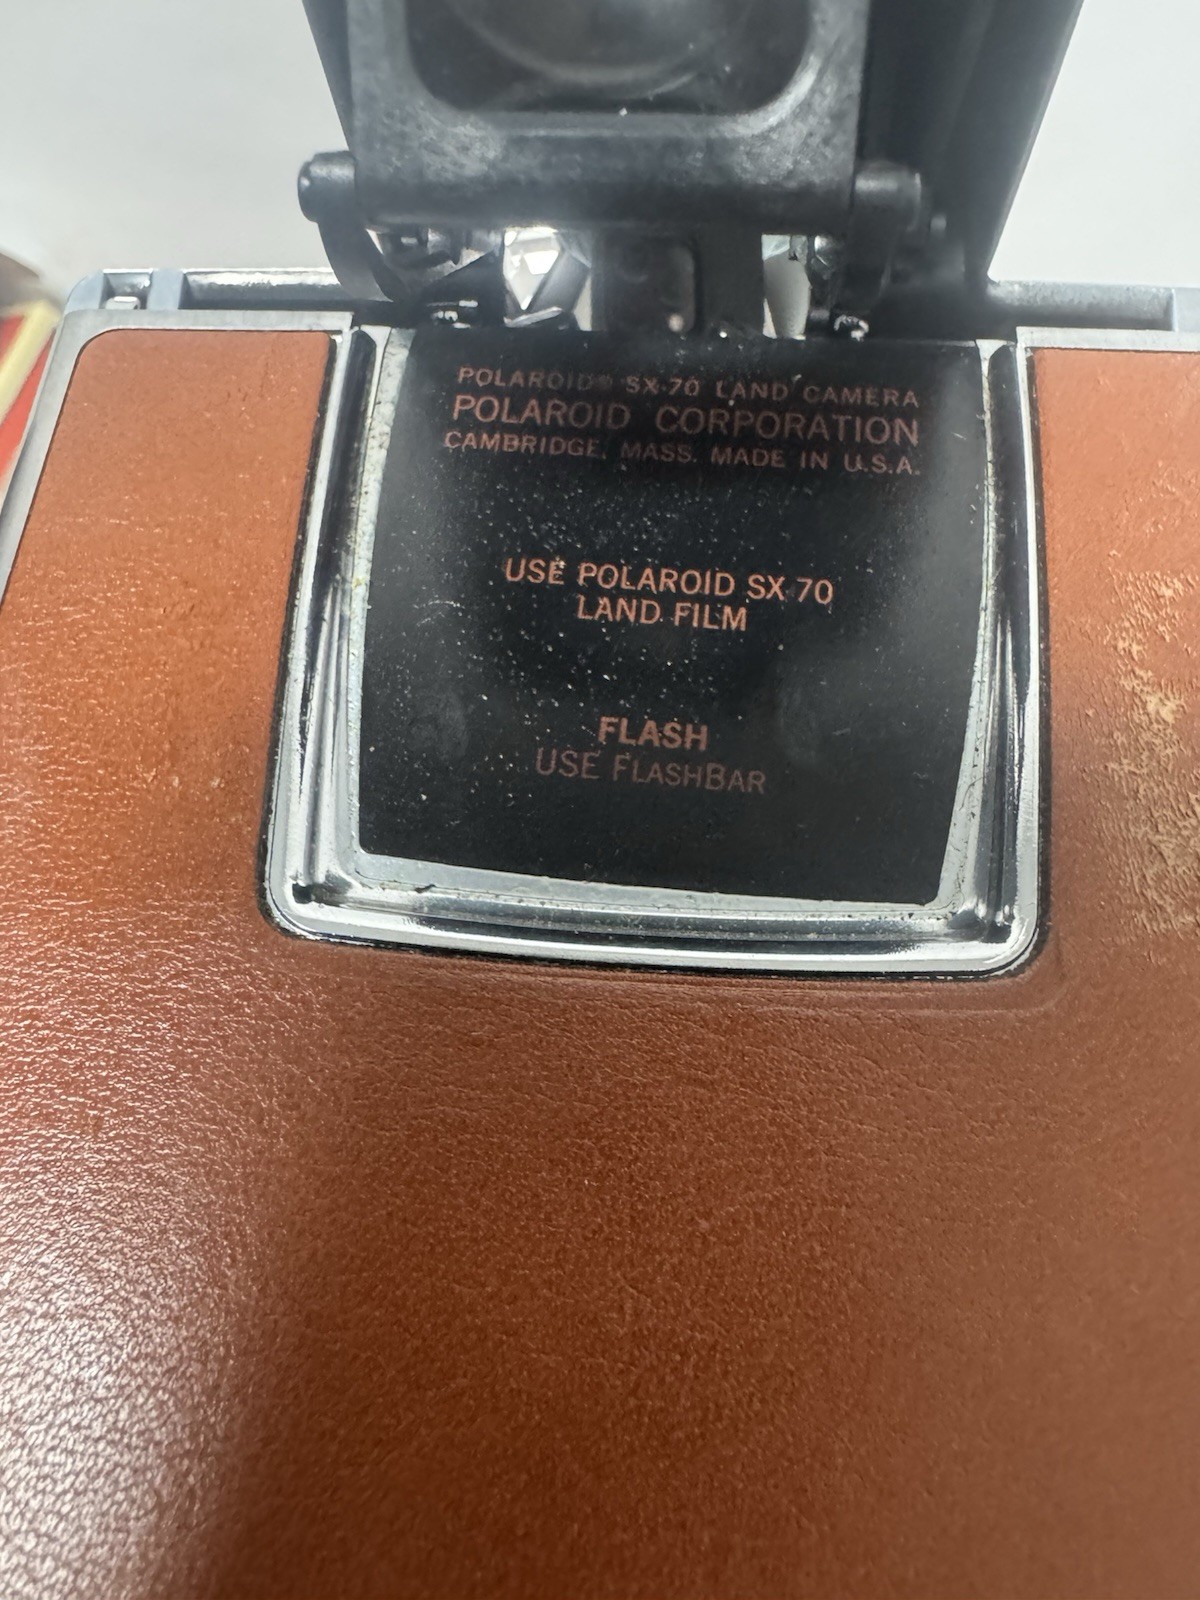 POLAROID® SX-70 LAND CAMERA
POLAROID CORPORATION
CAMBRIDGE, MASS. MADE IN U.S.A.
USE POLAROID SX-70
LAND FILM
FLASH
USE FLASHBAR